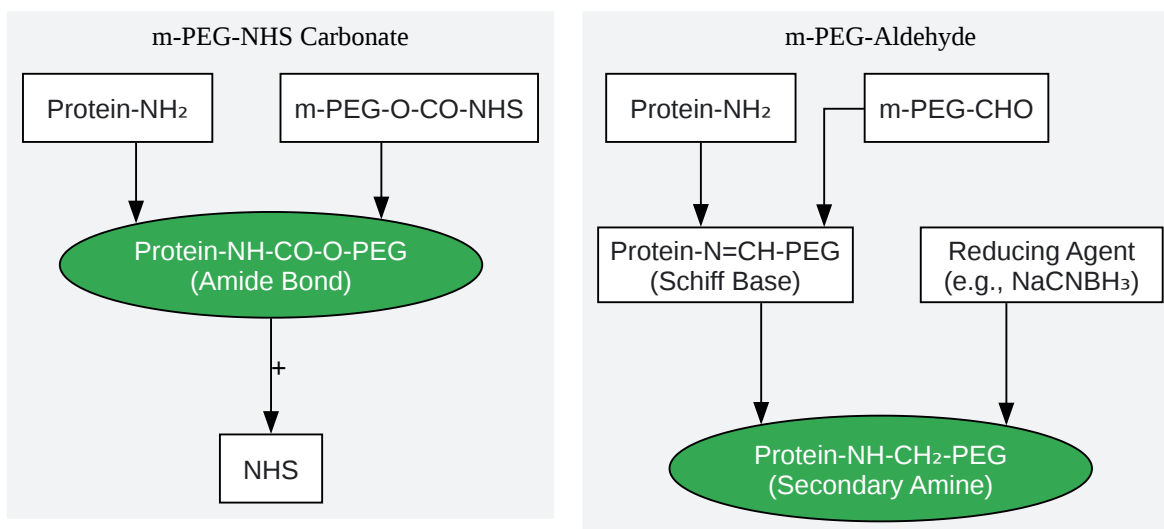 m-PEG-NHS Carbonate
Protein-NH₂
m-PEG-O-CO-NHS
Protein-NH-CO-O-PEG
(Amide Bond)
+
NHS
m-PEG-Aldehyde
Protein-NH₂
m-PEG-CHO
Protein-N=CH-PEG
(Schiff Base)
Reducing Agent
(e.g., NaCNBH₃)
Protein-NH-CH₂-PEG
(Secondary Amine)